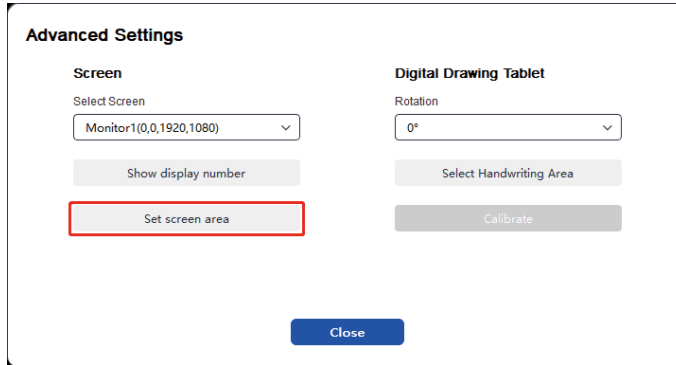 Advanced Settings
Screen
Select Screen
Monitor1(0,0,1920,1080)
Show display number
Set screen area
Digital Drawing Tablet
Rotation
0°
Select Handwriting Area
Calibrate
Close